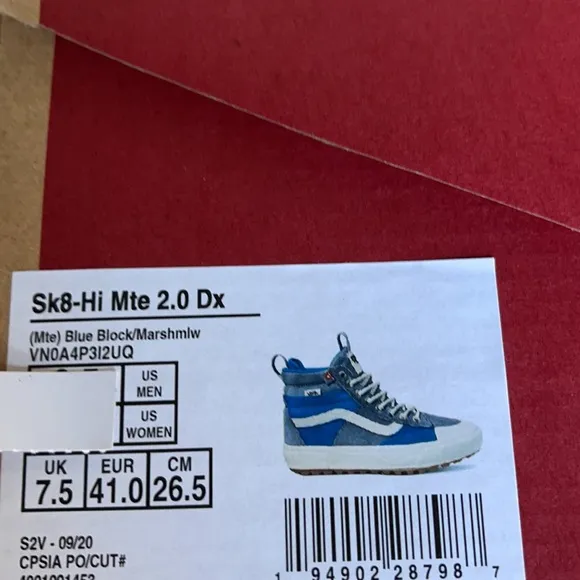 Sk8-Hi Mte 2.0 Dx
(Mte) Blue Block/Marshmlw
VN0A4P3I2UQ
US
MEN
US
WOMEN
UK EUR CM
7.5 41.0 26.5
S2V - 09/20
CPSIA PO/CUT#
1 94902 28798 7